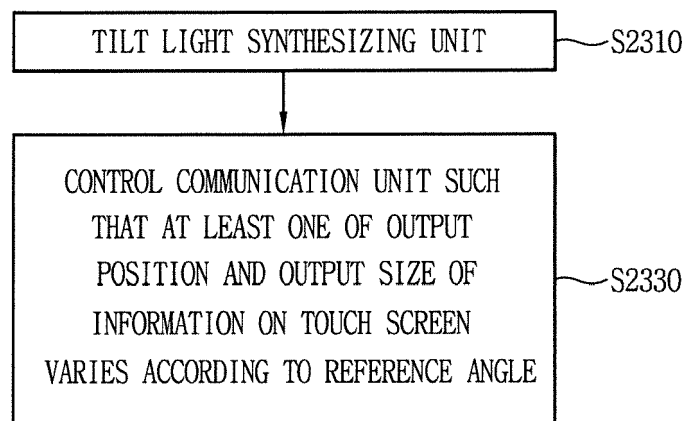 TILT LIGHT SYNTHESIZING UNIT
S2310
CONTROL COMMUNICATION UNIT SUCH
THAT AT LEAST ONE OF OUTPUT
POSITION AND OUTPUT SIZE OF
INFORMATION ON TOUCH SCREEN
VARIES ACCORDING TO REFERENCE ANGLE
S2330